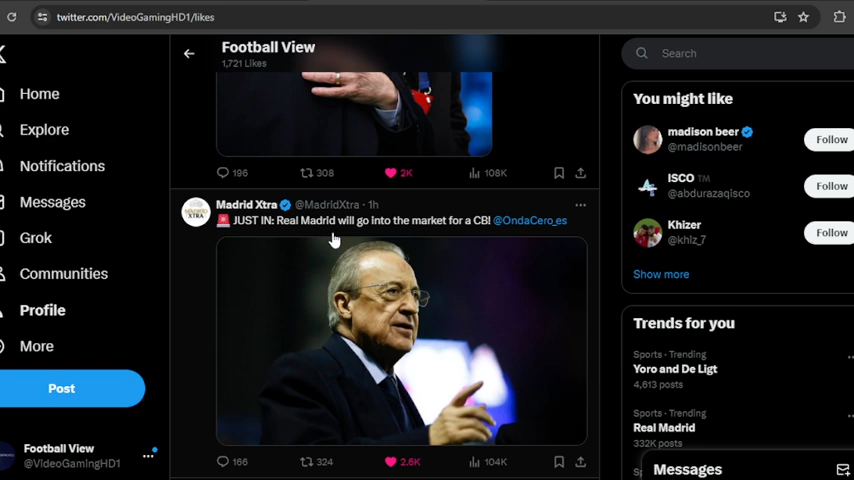 twitter.com/VideoGamingHD1/likes
Football View
1,721 Likes
Search
Home
Explore
Notifications
Messages
Grok
Communities
Profile
More
Post
Football View
@VideoGamingHD1
196
308
2K
108K
MADRID XTRA
Madrid Xtra @MadridXtra · 1h
🚨 JUST IN: Real Madrid will go into the market for a CB! @OndaCero_es
166
324
2.6K
104K
You might like
madison beer
@madisonbeer
Follow
ISCO ™
@abdurazaqisco
Follow
Khizer
@khiz_7
Follow
Show more
Trends for you
Sports · Trending
Yoro and De Ligt
4,613 posts
Sports · Trending
Real Madrid
332K posts
Messages